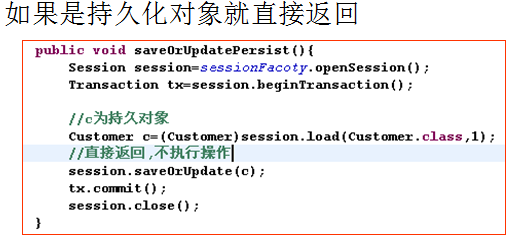 如果是持久化对象就直接返回
public void saveOrUpdatePersist(){
Session session=sessionFacoty.openSession();
Transaction tx=session.beginTransaction();
//c为持久对象
Customer c=(Customer)session.load(Customer.class,1);
//直接返回,不执行操作
session.saveOrUpdate(c);
tx.commit();
session.close();
}